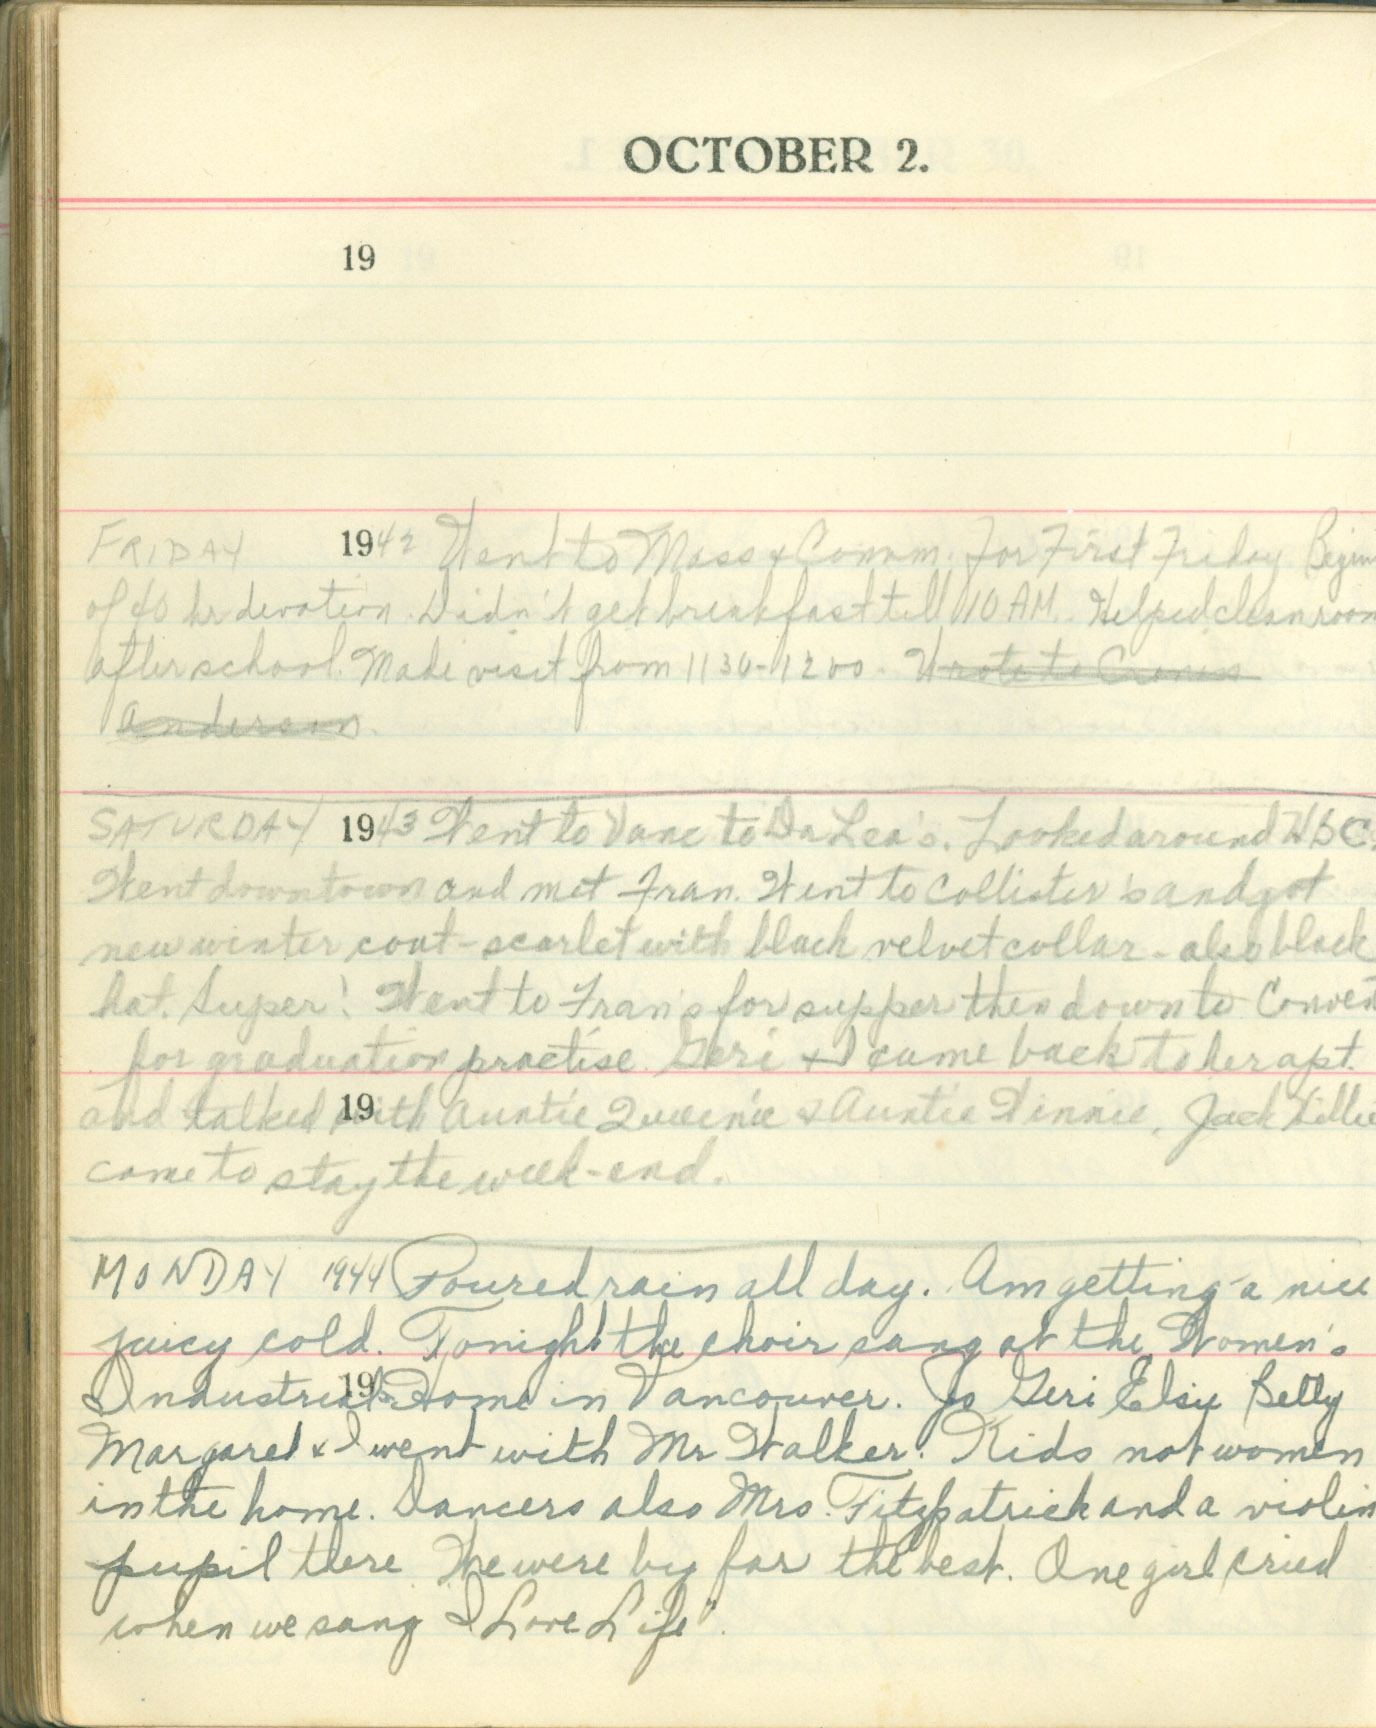 OCTOBER 2.
19
FRIDAY 1942 Went to Mass & Comm. for First Friday Begin
of 40 hr devotion. Didn't get breakfast till 10 AM. Helped clean room
after school. Made visit from 1130-1200. Wrote to
Anderson.
SATURDAY 1943 Went to Vanc to Dr Lea's. Looked around HBC.
Went downtown and met Fran. Went to Collister's and got
new winter coat - scarlet with black velvet collar - also black
hat. Super! Went to Fran's for supper then down to Convent
for graduation practise. Geri & I came back to her apt.
19
and talked with Auntie Queenie & Auntie Winnie. Jack Lillie
came to stay the week-end.
MONDAY 1944 Poured rain all day. Am getting a nice
juicy cold. Tonight the choir sang at the Women's
19
Industrial Home in Vancouver. Jo Geri Elsie Betty
Margaret & I went with Mr Walker. Kids not women
in the home. Dancers also Mrs. Fitzpatrick and a violin
pupil there We were by far the best. One girl cried
when we sang I Love Life".